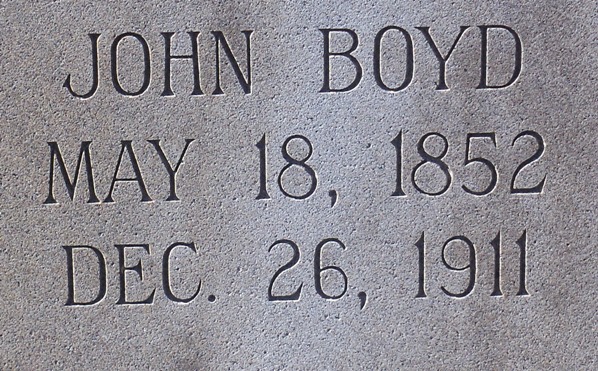 JOHN BOYD
MAY 18, 1852
DEC. 26, 1911